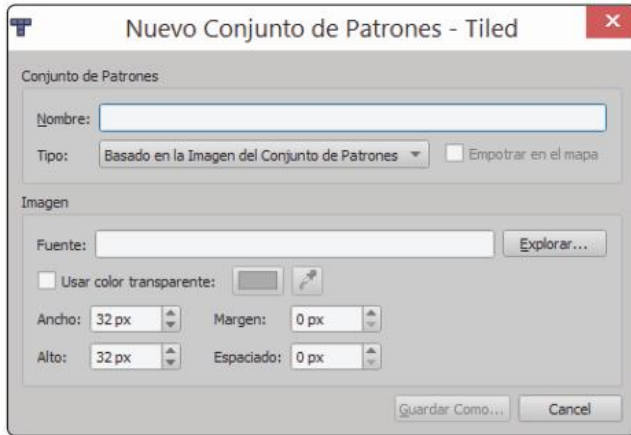 Nuevo Conjunto de Patrones - Tiled
Conjunto de Patrones
Nombre:
Tipo: Basado en la Imagen del Conjunto de Patrones Empotrar en el mapa
Imagen
Fuente: Explorar...
Usar color transparente:
Ancho: 32 px Margen: 0 px
Alto: 32 px Espaciado: 0 px
Guardar Como... Cancel